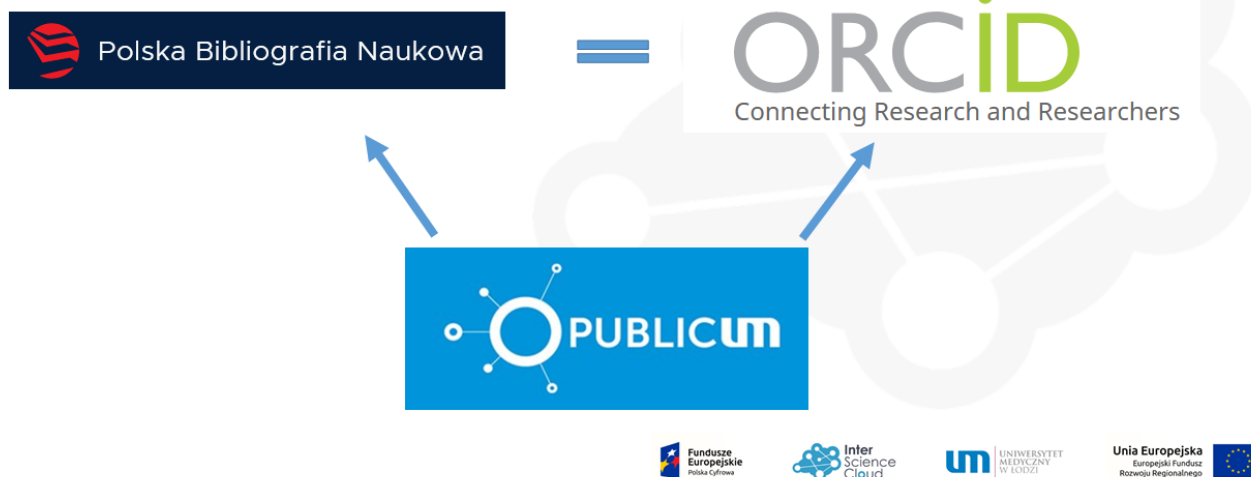 Polska Bibliografia Naukowa
ORCID
Connecting Research and Researchers
PUBLICUM
Fundusze
Europejskie
Polska Cyfrowa
Inter
Science
Cloud
um
UNIWERSYTET
MEDYCZNY
W ŁODZI
Unia Europejska
Europejski Fundusz
Rozwoju Regionalnego